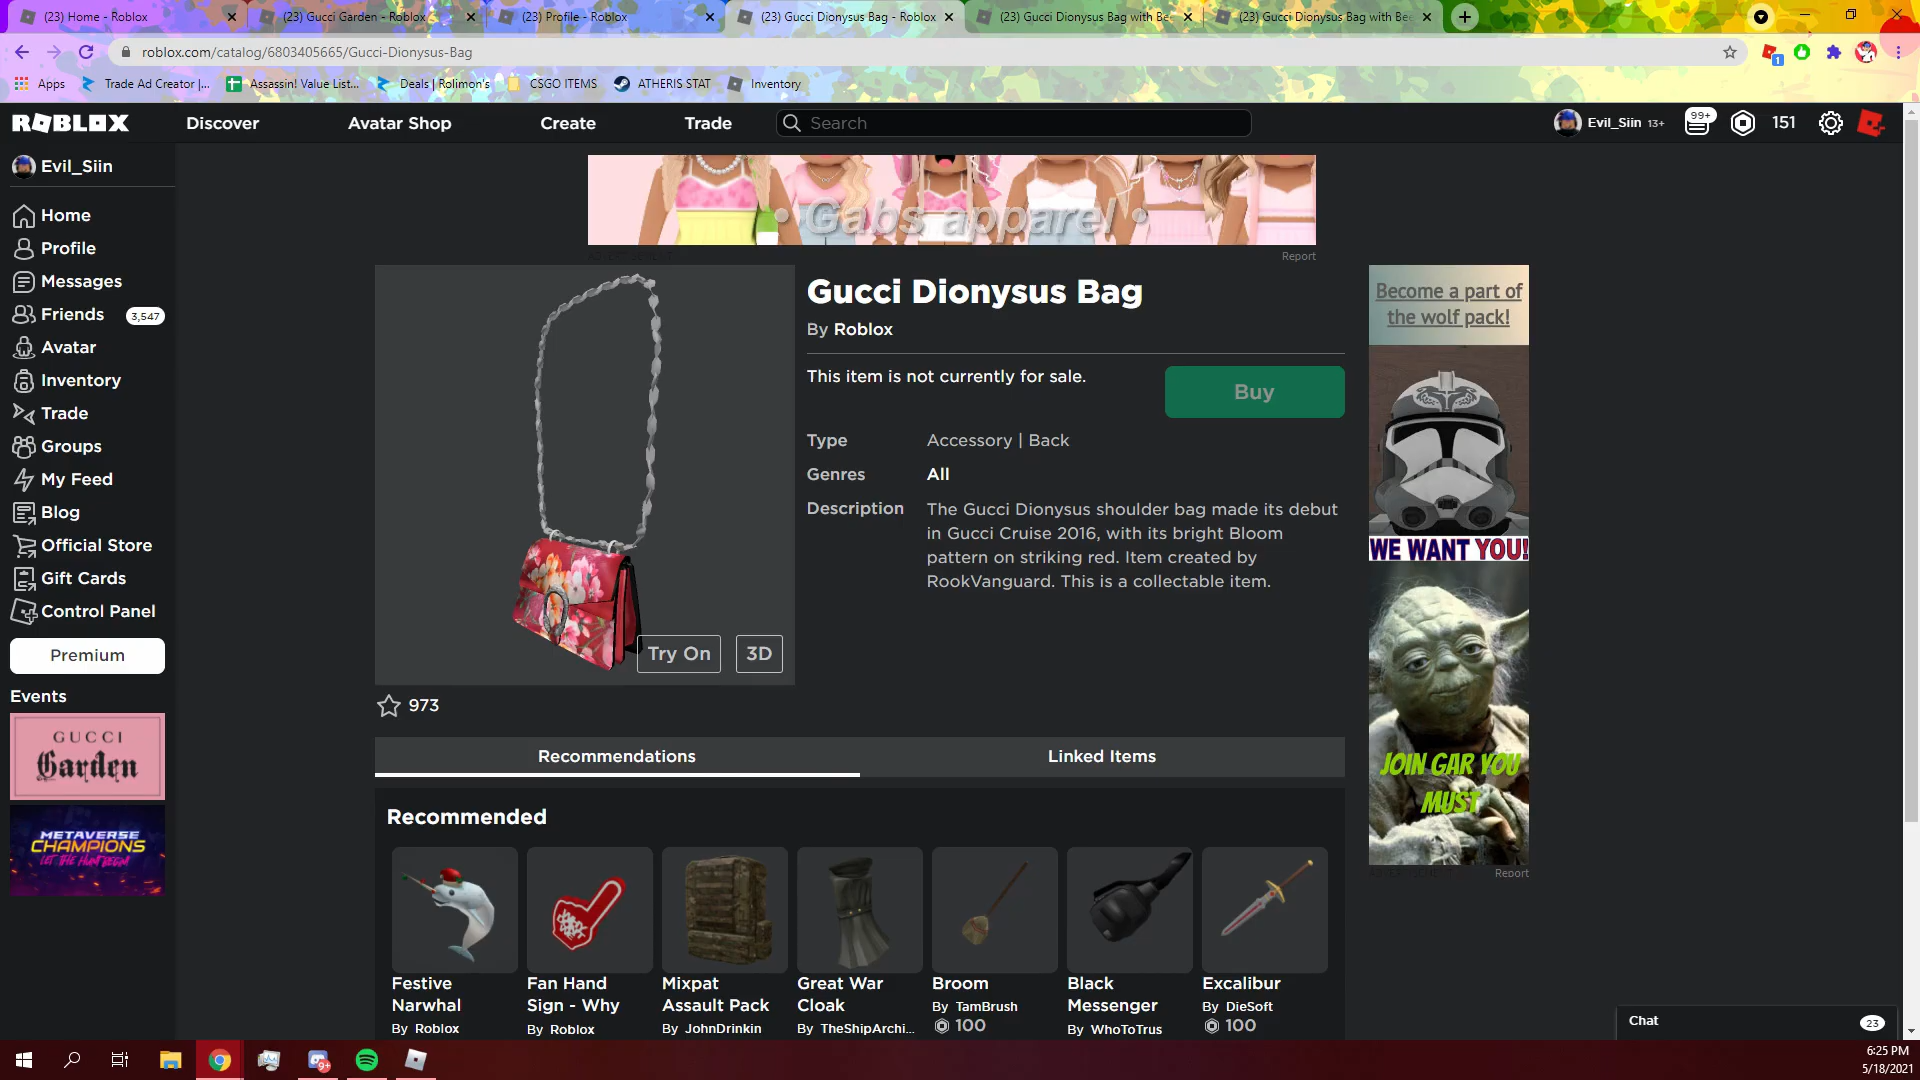 (23) Home - Roblox
(23) Gucci Garden - Roblox
(23) Profile - Roblox
(23) Gucci Dionysus Bag - Roblox
(23) Gucci Dionysus Bag with Be
(23) Gucci Dionysus Bag with Be
roblox.com/catalog/6803405665/Gucci-Dionysus-Bag
1
Apps
Trade Ad Creator |...
Assassin! Value List...
Deals | Rolimon's
CSGO ITEMS
ATHERIS STAT
Inventory
ROBLOX
Discover
Avatar Shop
Create
Trade
Search
Evil_Siin 13+
99+
151
Evil_Siin
Home
Profile
Messages
Friends
3,547
Avatar
Inventory
Trade
Groups
My Feed
Blog
Official Store
Gift Cards
Control Panel
Premium
Events
GUCCI
Garden
METAVERSE
CHAMPIONS
LET THE HUNT BEGIN!
• Gabs apparel •
ADVERTISEMENT
Report
Gucci Dionysus Bag
By Roblox
This item is not currently for sale.
Buy
Type
Accessory | Back
Genres
All
Description
The Gucci Dionysus shoulder bag made its debut
in Gucci Cruise 2016, with its bright Bloom
pattern on striking red. Item created by
RookVanguard. This is a collectable item.
Try On
3D
973
Recommendations
Linked Items
Recommended
Festive
Narwhal
By Roblox
Fan Hand
Sign - Why
By Roblox
Mixpat
Assault Pack
By JohnDrinkin
Great War
Cloak
By TheShipArchi...
Broom
By TamBrush
100
Black
Messenger
By WhoToTrus
Excalibur
By DieSoft
100
Become a part of
the wolf pack!
WE WANT YOU!
JOIN GAR YOU
MUST
ADVERTISEMENT
Report
Chat
23
9+
6:25 PM
5/18/2021